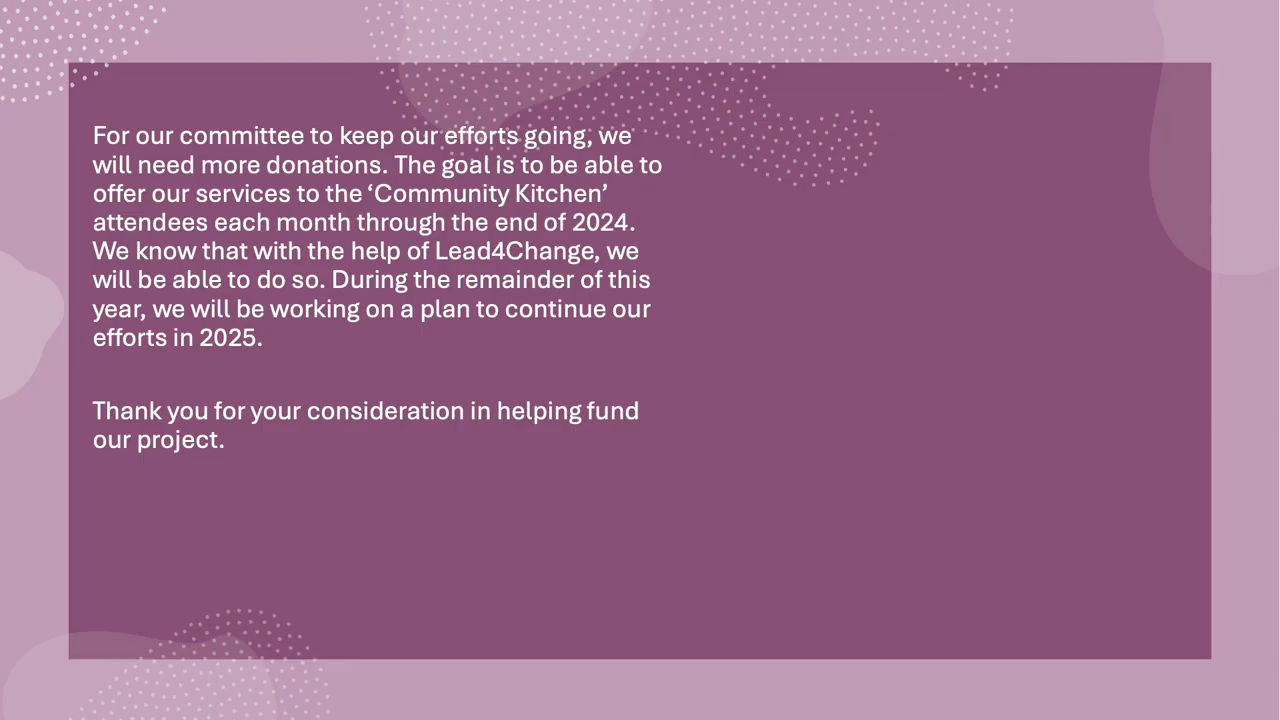 For our committee to keep our efforts going, we
will need more donations. The goal is to be able to
offer our services to the ‘Community Kitchen’
attendees each month through the end of 2024.
We know that with the help of Lead4Change, we
will be able to do so. During the remainder of this
year, we will be working on a plan to continue our
efforts in 2025.
Thank you for your consideration in helping fund
our project.